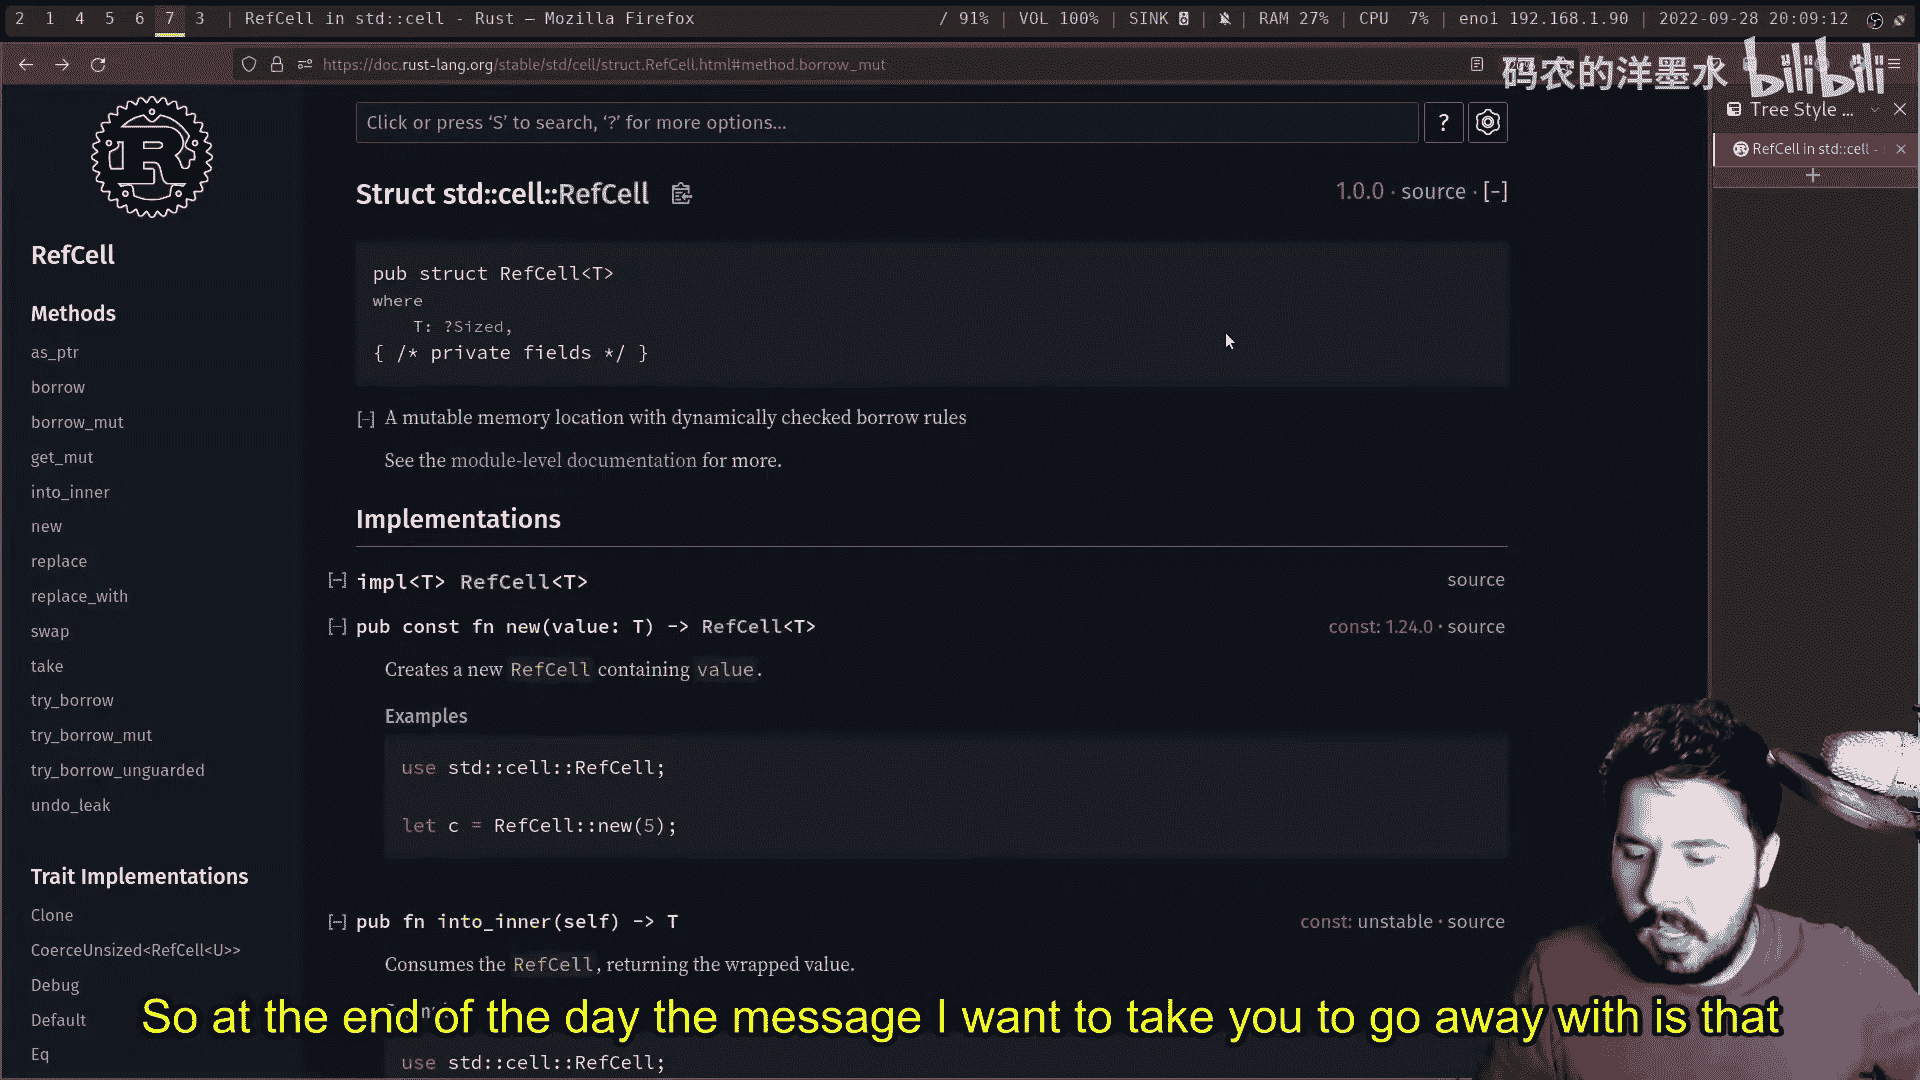 2 1 4 5 6 7 3 | RefCell in std::cell - Rust — Mozilla Firefox
/ 91% | VOL 100% | SINK | | RAM 27% | CPU 7% | eno1 192.168.1.90 | 2022-09-28 20:09:12
https://doc.rust-lang.org/stable/std/cell/struct.RefCell.html#method.borrow_mut
码农的洋墨水 bilibili
Tree Style ...
RefCell in std::cell -
Click or press ‘S’ to search, ‘?’ for more options...
?
RefCell
Methods
as_ptr
borrow
borrow_mut
get_mut
into_inner
new
replace
replace_with
swap
take
try_borrow
try_borrow_mut
try_borrow_unguarded
undo_leak
Trait Implementations
Clone
CoerceUnsized<RefCell<U>>
Debug
Default
Eq
Struct std::cell::RefCell
1.0.0 · source · [-]
pub struct RefCell<T>
where
T: ?Sized,
{ /* private fields */ }
[-] A mutable memory location with dynamically checked borrow rules
See the module-level documentation for more.
Implementations
[-] impl<T> RefCell<T> source
[-] pub const fn new(value: T) -> RefCell<T> const: 1.24.0 · source
Creates a new RefCell containing value.
Examples
use std::cell::RefCell;
let c = RefCell::new(5);
[-] pub fn into_inner(self) -> T const: unstable · source
Consumes the RefCell, returning the wrapped value.
use std::cell::RefCell;
So at the end of the day the message I want to take you to go away with is that